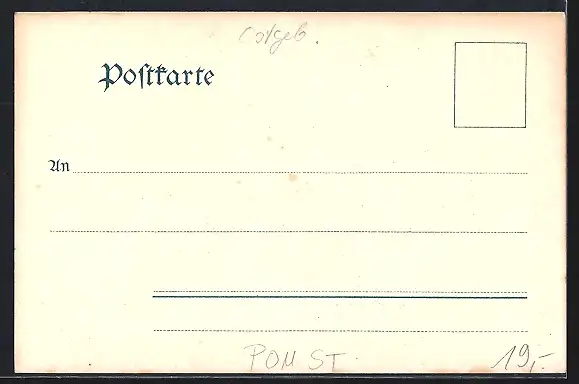 Postkarte
An
POM ST
19,-